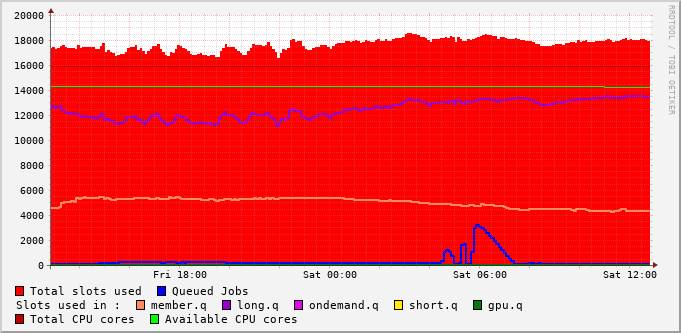 20000
18000
16000
14000
12000
10000
8000
6000
4000
2000
0
Fri 18:00 Sat 00:00 Sat 06:00 Sat 12:00
RRDTOOL / TOBI OETIKER
Total slots used Queued Jobs
Slots used in : member.q long.q ondemand.q short.q gpu.q
Total CPU cores Available CPU cores